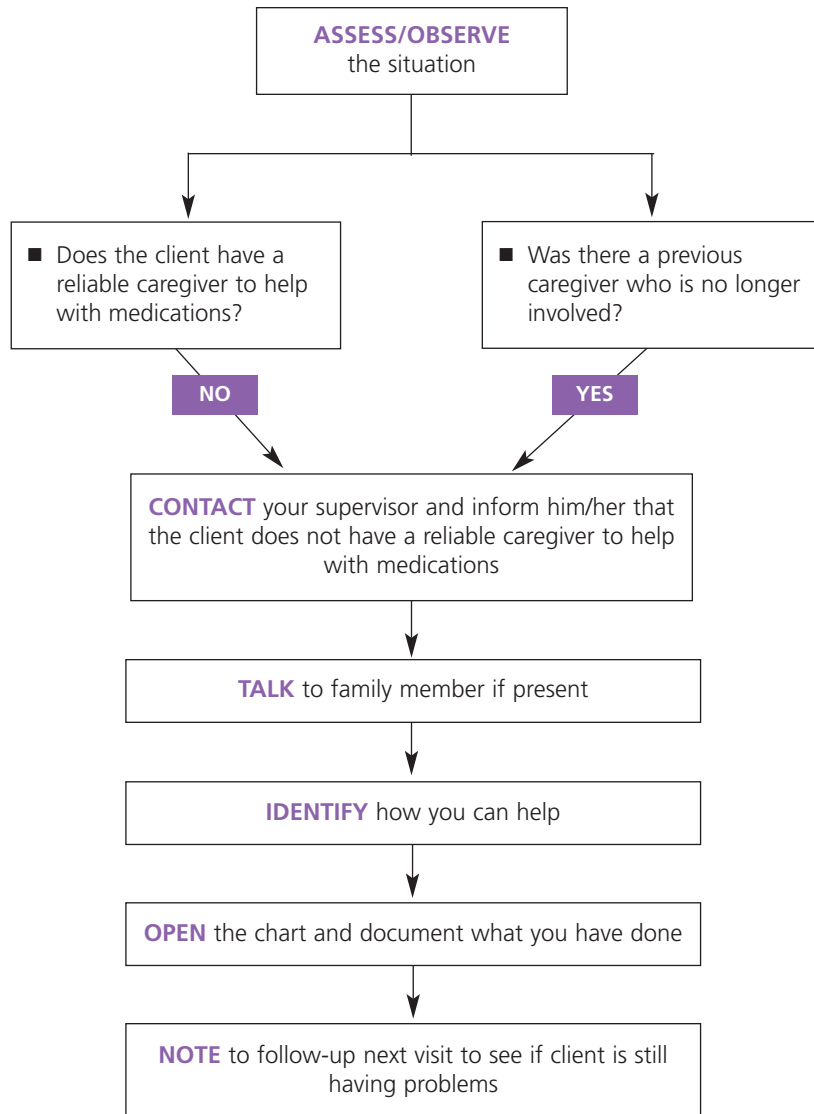 ASSESS/OBSERVE
the situation
■ Does the client have a
reliable caregiver to help
with medications?
■ Was there a previous
caregiver who is no longer
involved?
NO
YES
CONTACT your supervisor and inform him/her that
the client does not have a reliable caregiver to help
with medications
TALK to family member if present
IDENTIFY how you can help
OPEN the chart and document what you have done
NOTE to follow-up next visit to see if client is still
having problems